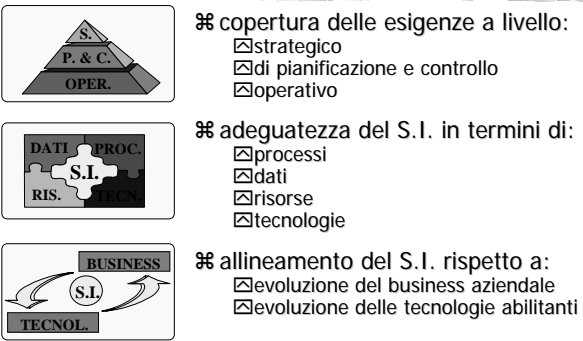 S.
P. & C.
OPER.
⌘ copertura delle esigenze a livello:
strategico
di pianificazione e controllo
operativo
DATI PROC.
S.I.
RIS. TECN.
⌘ adeguatezza del S.I. in termini di:
processi
dati
risorse
tecnologie
BUSINESS
S.I.
TECNOL.
⌘ allineamento del S.I. rispetto a:
evoluzione del business aziendale
evoluzione delle tecnologie abilitanti